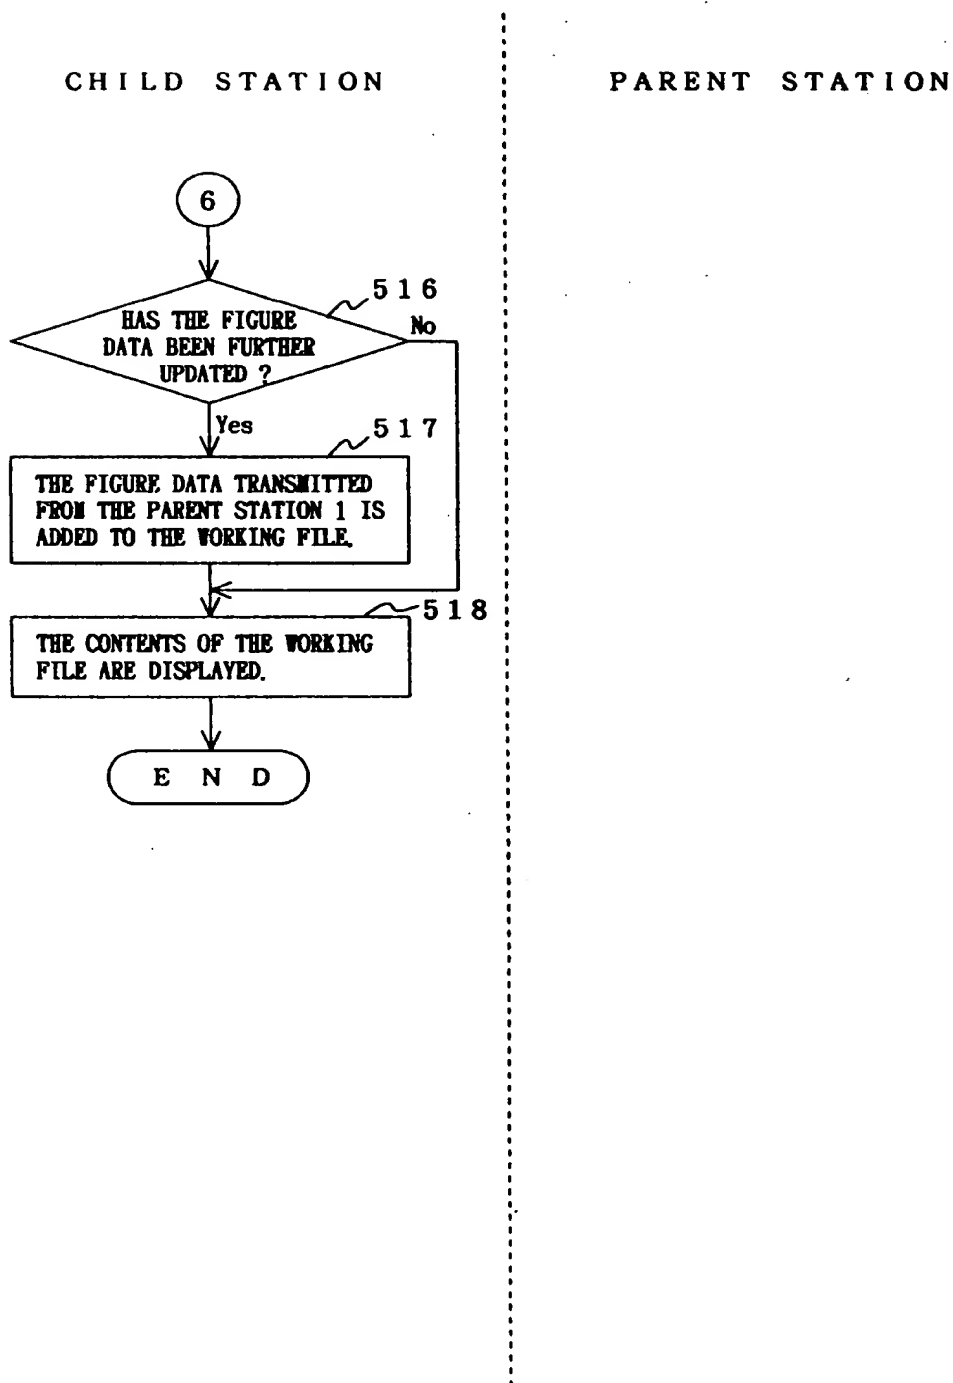 CHILD STATION
PARENT STATION
6
516
HAS THE FIGURE
DATA BEEN FURTHER
UPDATED ?
No
Yes
517
THE FIGURE DATA TRANSMITTED
FROM THE PARENT STATION 1 IS
ADDED TO THE WORKING FILE.
518
THE CONTENTS OF THE WORKING
FILE ARE DISPLAYED.
END